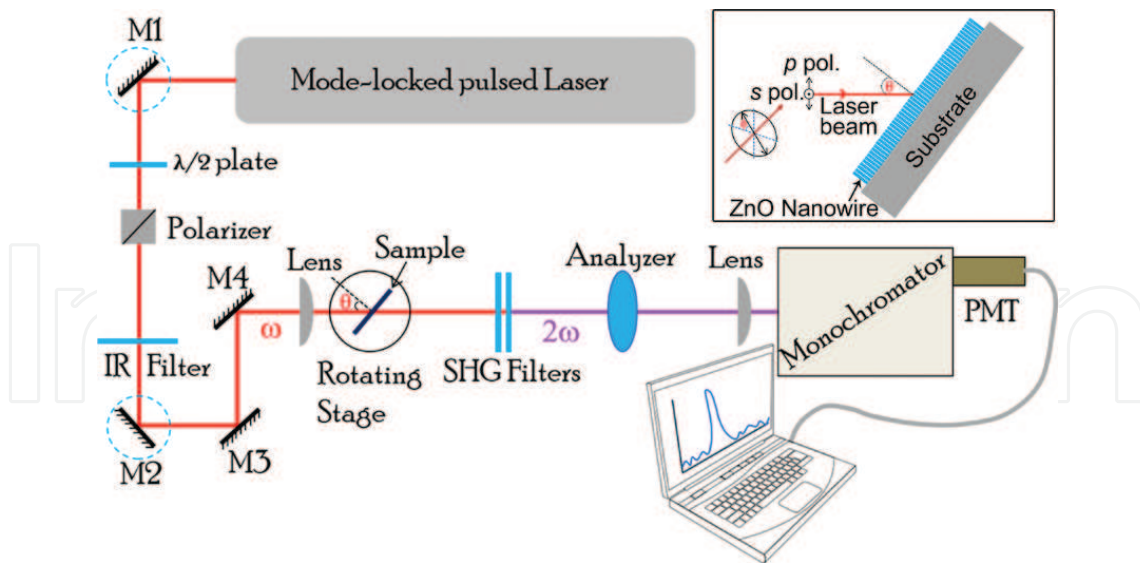 M1
Mode-locked pulsed Laser
λ/2 plate
Polarizer
IR Filter
M2
M3
M4
ω
Lens
θ
Sample
Rotating
Stage
SHG Filters
2ω
Analyzer
Lens
Monochromator
PMT
p pol.
s pol.
Laser
beam
θ
Substrate
ZnO Nanowire